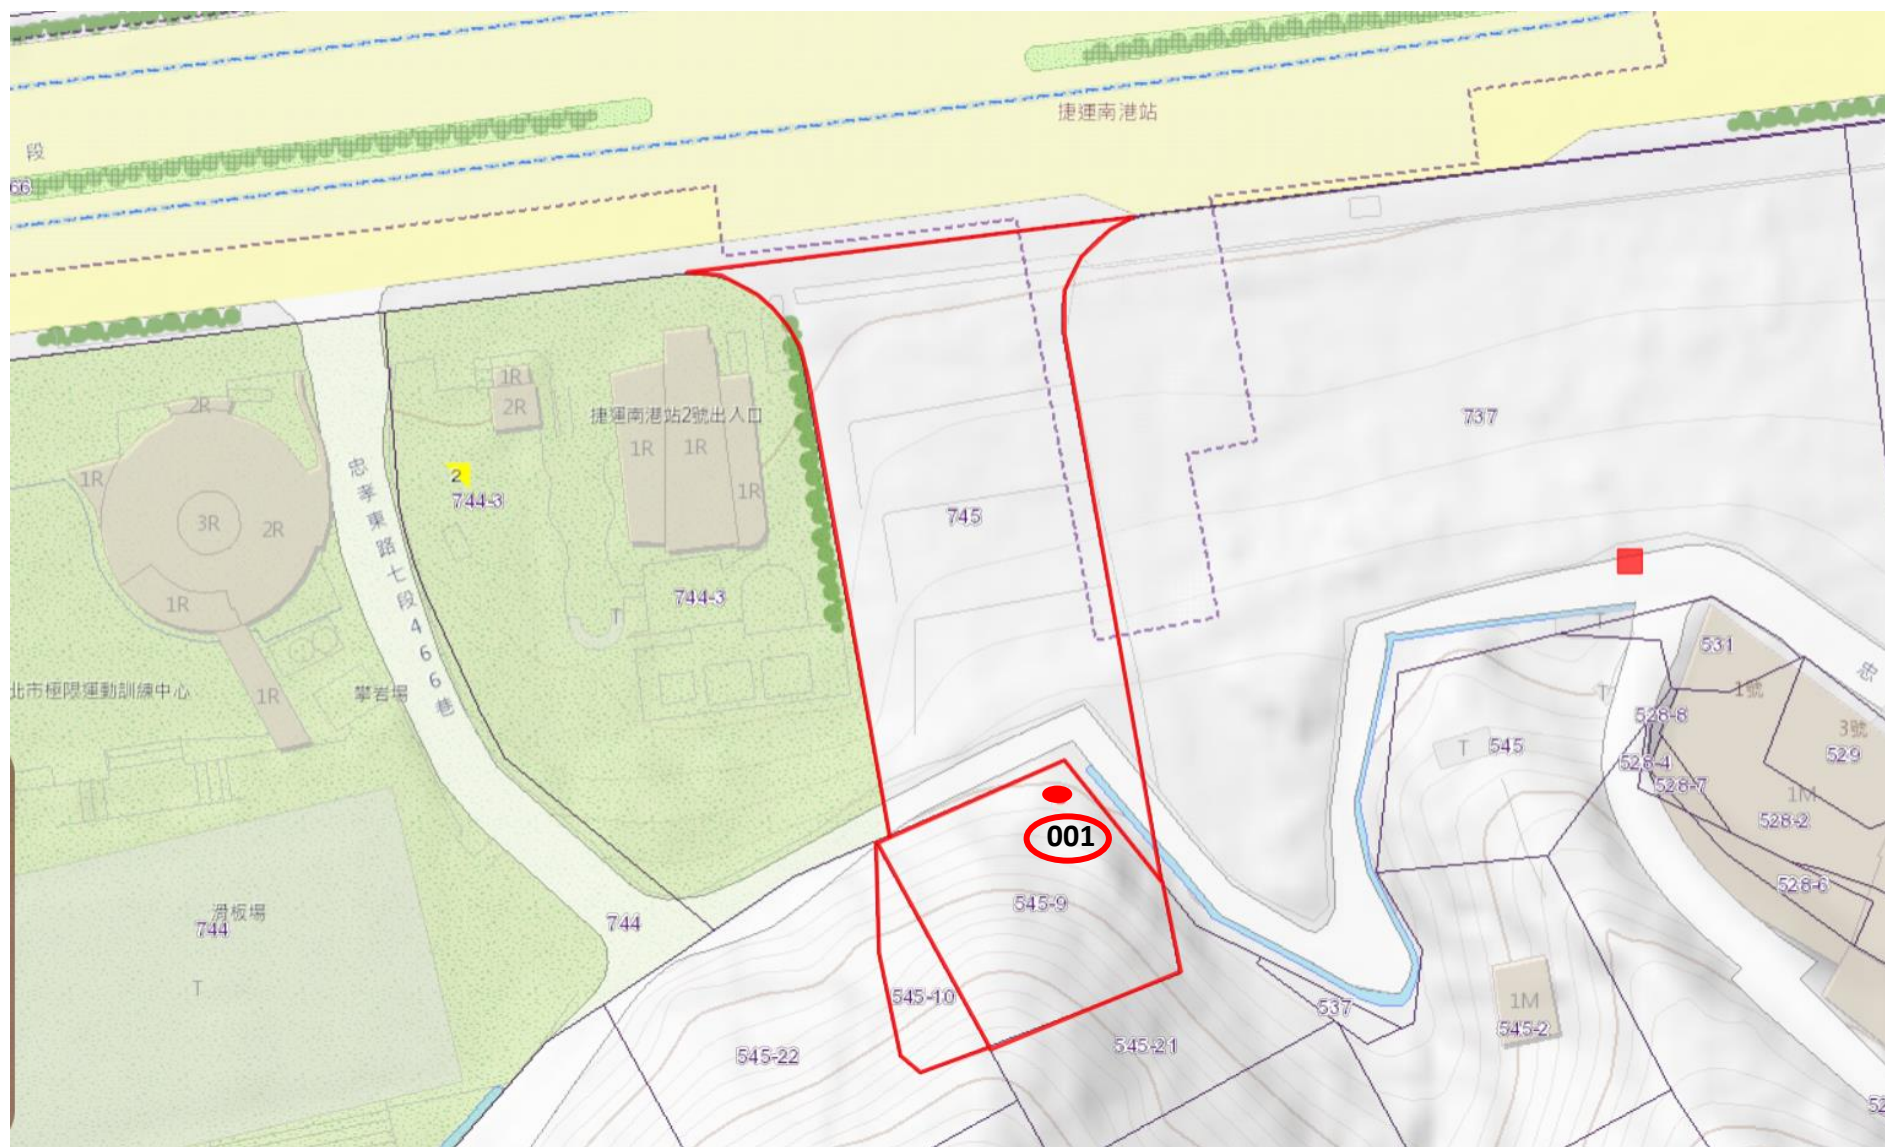 捷運南港站
段
66
1R
2R
捷運南港站2號出入口
2R
1R
1R
737
1R
2
744-3
1R
忠孝東路七段466巷
3R
2R
745
1R
744-3
T
T
531
北市極限運動訓練中心
1R
攀岩場
T
1號
忠
528-8
3號
T
545
529
528-4
528-7
1M
528-2
001
528-6
545-9
滑板場
744
744
T
545-10
1M
537
545-2
545-22
545-21
52